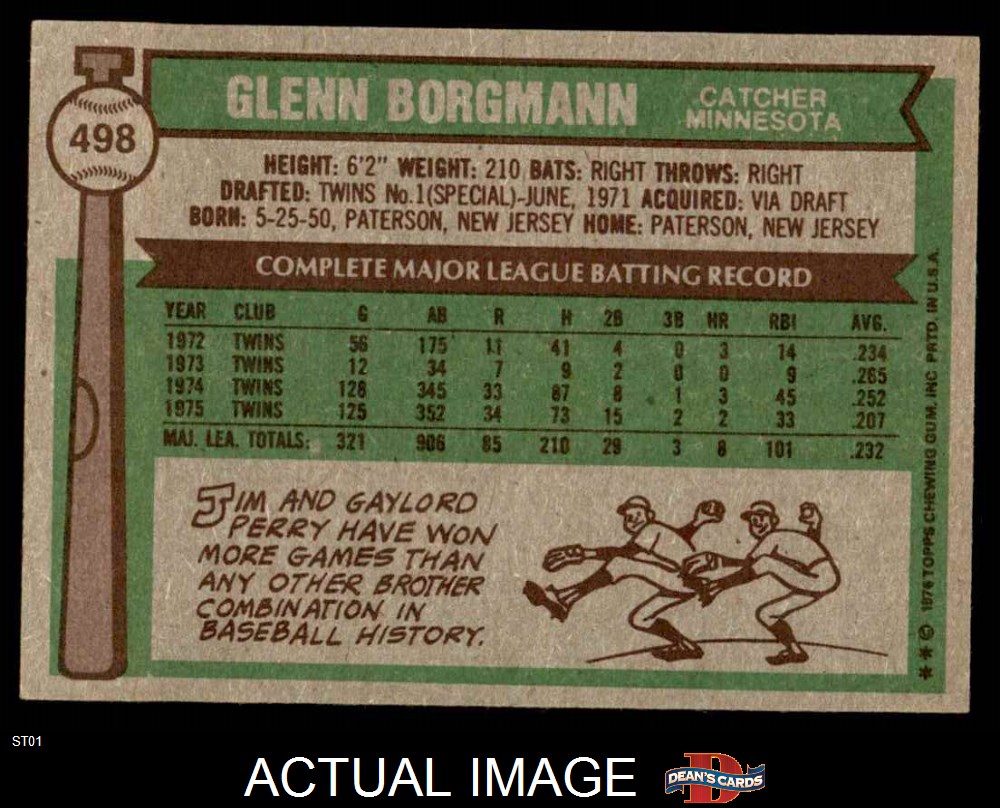 T
498
GLENN BORGMANN
CATCHER
MINNESOTA
HEIGHT: 6'2" WEIGHT: 210 BATS: RIGHT THROWS: RIGHT
DRAFTED: TWINS No.1(SPECIAL)-JUNE, 1971 ACQUIRED: VIA DRAFT
BORN: 5-25-50, PATERSON, NEW JERSEY HOME: PATERSON, NEW JERSEY
COMPLETE MAJOR LEAGUE BATTING RECORD
YEAR CLUB G AB R H 2B 3B HR RBI AVG.
1972 TWINS 56 175 11 41 4 0 3 14 .234
1973 TWINS 12 34 7 9 2 0 0 9 .265
1974 TWINS 128 345 33 87 8 1 3 45 .252
1975 TWINS 125 352 34 73 15 2 2 33 .207
MAJ. LEA. TOTALS: 321 906 85 210 29 3 8 101 .232
JIM AND GAYLORD
PERRY HAVE WON
MORE GAMES THAN
ANY OTHER BROTHER
COMBINATION IN
BASEBALL HISTORY.
**© 1976 TOPPS CHEWING GUM, INC PRTD. IN U.S.A.
ST01
ACTUAL IMAGE
DEAN'S CARDS